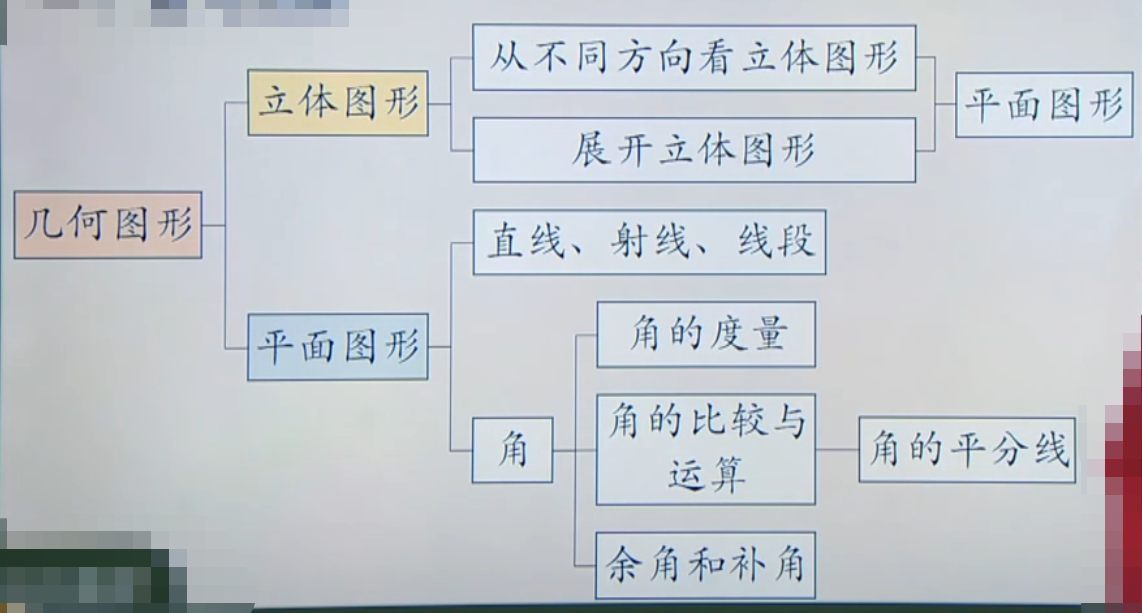 从不同方向看立体图形
立体图形
平面图形
展开立体图形
几何图形
直线、射线、线段
平面图形
角的度量
角
角的比较与
运算
角的平分线
余角和补角